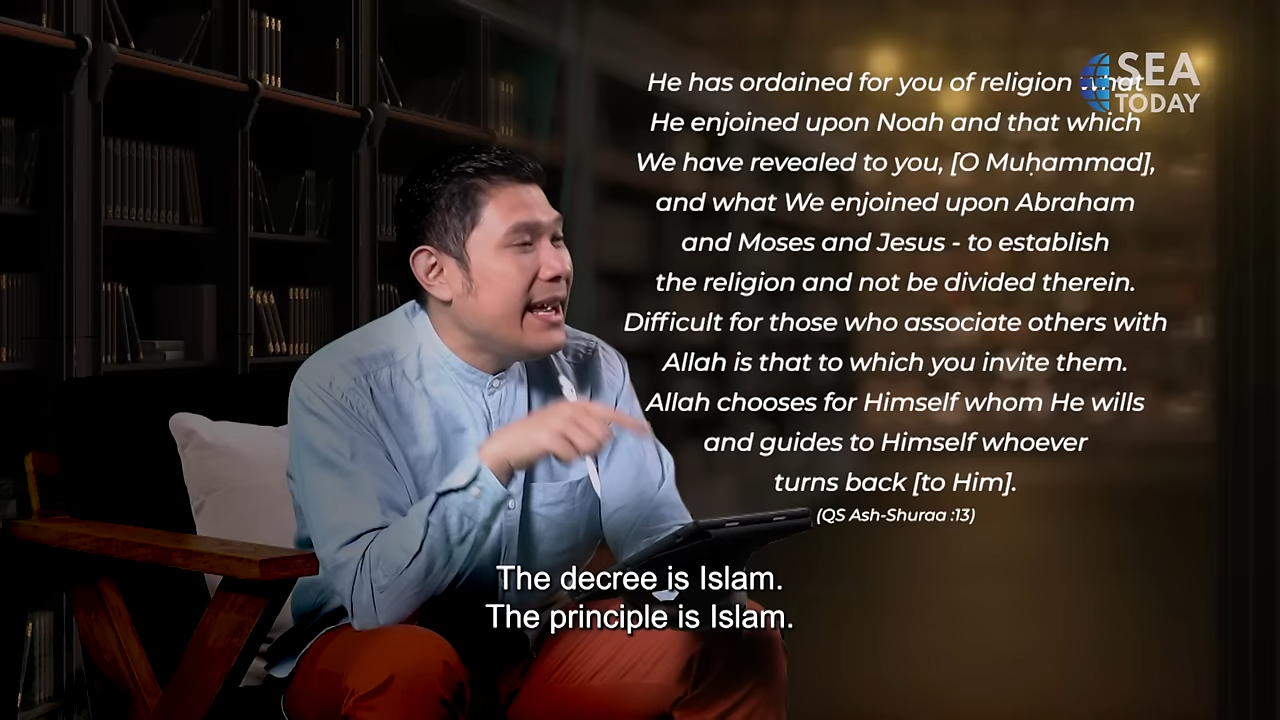 SEA
TODAY
He has ordained for you of religion what
He enjoined upon Noah and that which
We have revealed to you, [O Muḥammad],
and what We enjoined upon Abraham
and Moses and Jesus - to establish
the religion and not be divided therein.
Difficult for those who associate others with
Allah is that to which you invite them.
Allah chooses for Himself whom He wills
and guides to Himself whoever
turns back [to Him].
(QS Ash-Shuraa :13)
The decree is Islam.
The principle is Islam.